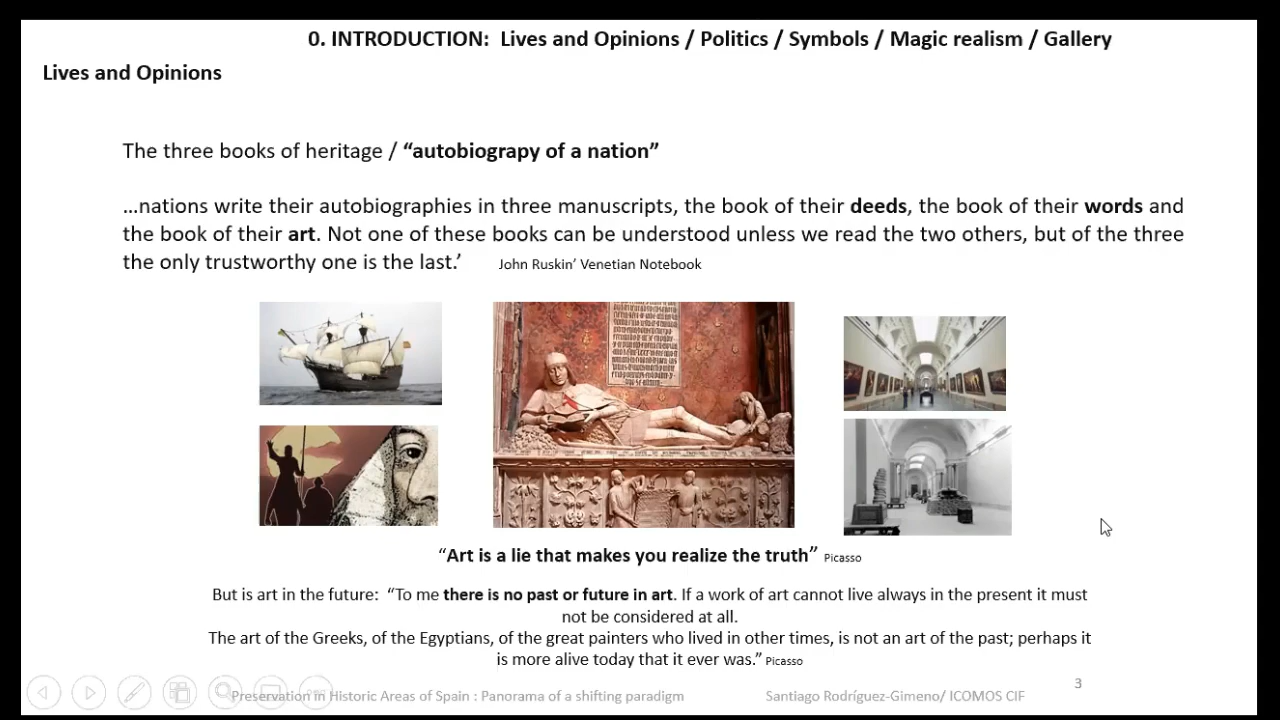 0. INTRODUCTION: Lives and Opinions / Politics / Symbols / Magic realism / Gallery
Lives and Opinions
The three books of heritage / “autobiograpy of a nation”
…nations write their autobiographies in three manuscripts, the book of their deeds, the book of their words and
the book of their art. Not one of these books can be understood unless we read the two others, but of the three
the only trustworthy one is the last.’ John Ruskin’ Venetian Notebook
“Art is a lie that makes you realize the truth” Picasso
But is art in the future: “To me there is no past or future in art. If a work of art cannot live always in the present it must
not be considered at all.
The art of the Greeks, of the Egyptians, of the great painters who lived in other times, is not an art of the past; perhaps it
is more alive today that it ever was.” Picasso
3
Preservation in Historic Areas of Spain : Panorama of a shifting paradigm Santiago Rodríguez-Gimeno/ ICOMOS CIF